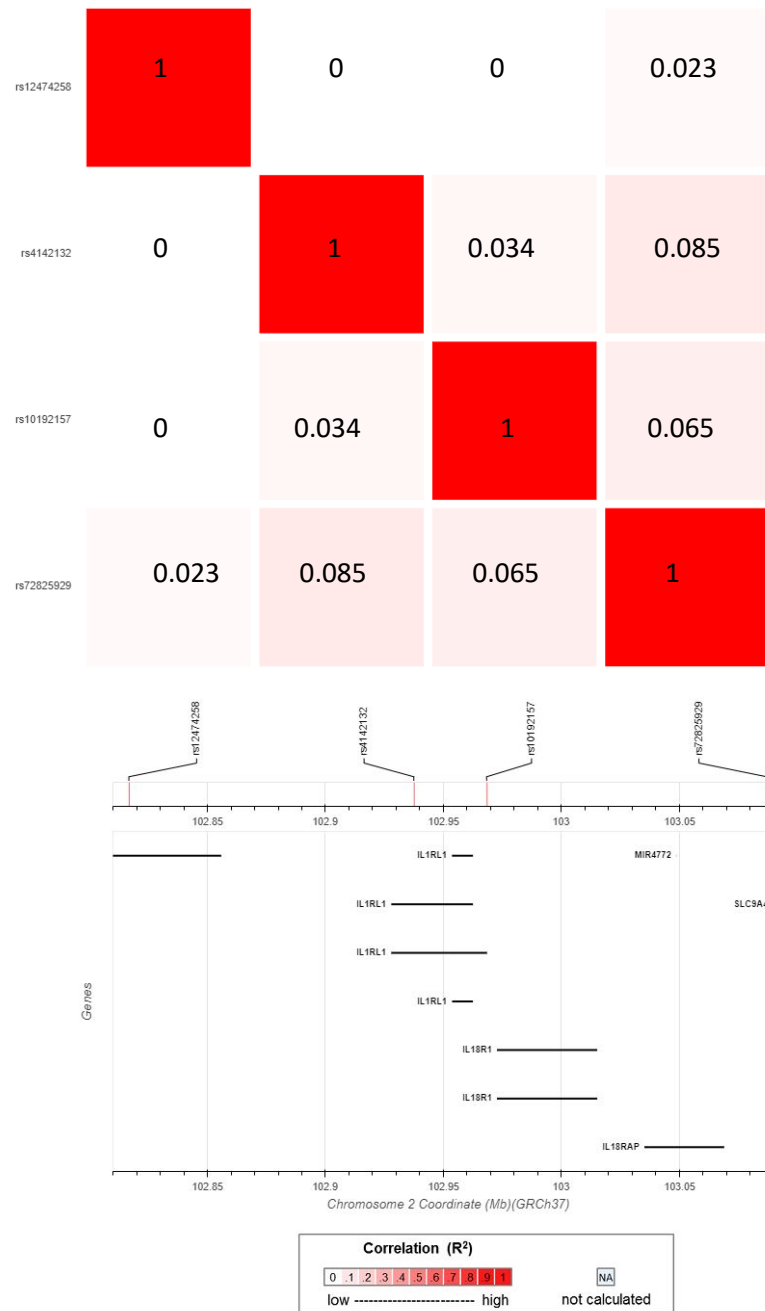 rs12474258 1 0 0 0.023
rs4142132 0 1 0.034 0.085
rs10192157 0 0.034 1 0.065
rs72825929 0.023 0.085 0.065 1
rs12474258 rs4142132 rs10192157 rs72825929
102.85 102.9 102.95 103 103.05
IL1RL1 MIR4772
IL1RL1 SLC9A4
IL1RL1
IL1RL1
IL18R1
IL18R1
IL18RAP
Genes
102.85 102.9 102.95 103 103.05
Chromosome 2 Coordinate (Mb)(GRCh37)
Correlation (R²)
0 .1 .2 .3 .4 .5 .6 .7 .8 .9 1 NA
low ------------------------- high not calculated